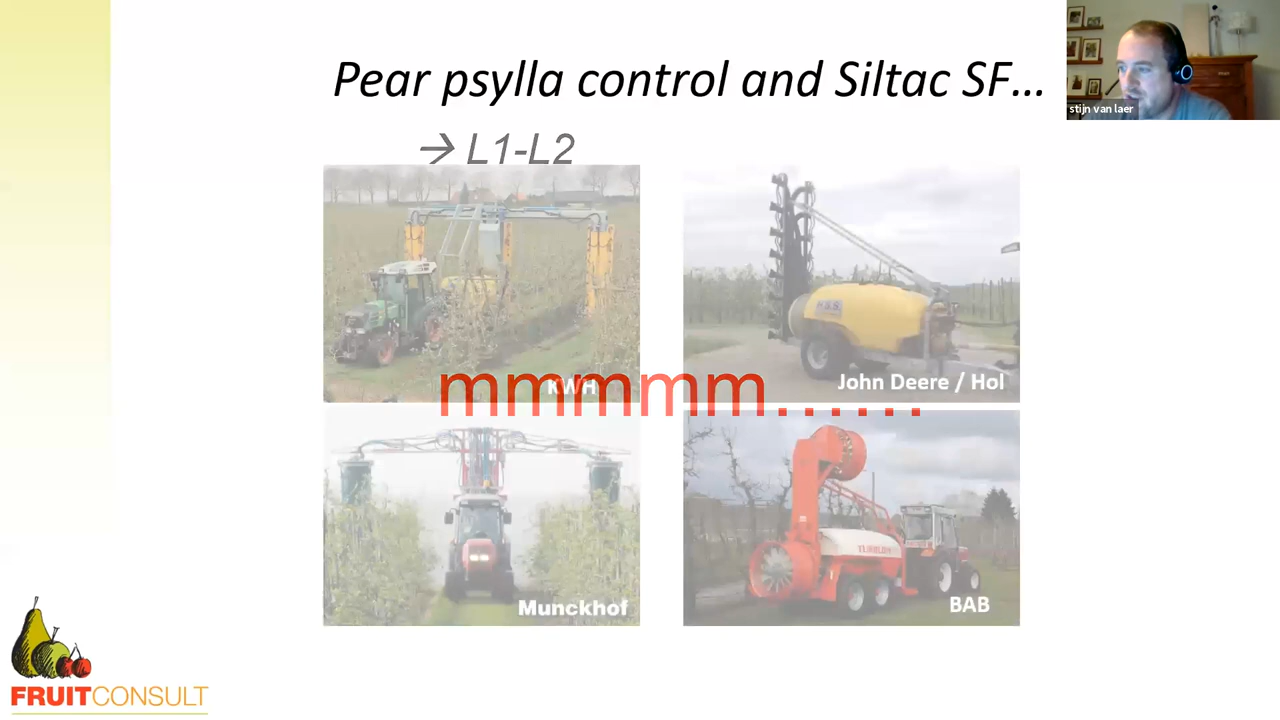 Pear psylla control and Siltac SF…
stijn van laer
→ L1-L2
H.S.S.
KWH
John Deere / Hol
mmmmm......
Munckhof
BAB
FRUITCONSULT